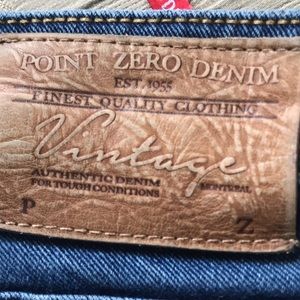 POINT ZERO DENIM
EST. 1955
FINEST QUALITY CLOTHING
Vintage
AUTHENTIC DENIM MONTREAL
FOR TOUGH CONDITIONS
P Z